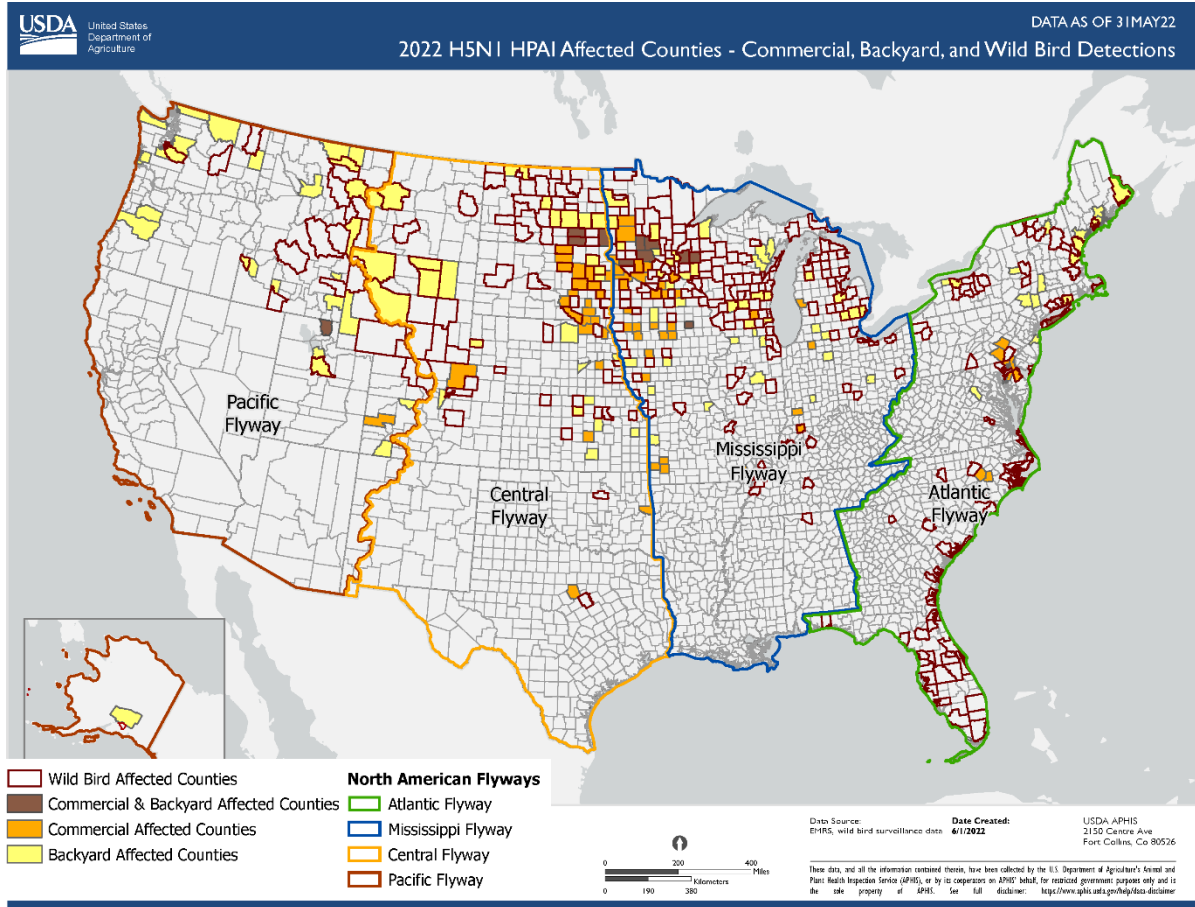 USDA
United States
Department of
Agriculture
DATA AS OF 31MAY22
2022 H5N1 HPAI Affected Counties - Commercial, Backyard, and Wild Bird Detections
Pacific
Flyway
Central
Flyway
Mississippi
Flyway
Atlantic
Flyway
Wild Bird Affected Counties
Commercial & Backyard Affected Counties
Commercial Affected Counties
Backyard Affected Counties
North American Flyways
Atlantic Flyway
Mississippi Flyway
Central Flyway
Pacific Flyway
0 200 400
Miles
Kilometers
0 190 380
Data Source:
EMRS, wild bird surveillance data
Date Created:
6/1/2022
USDA APHIS
2150 Centre Ave
Fort Collins, Co 80526
These data, and all the information contained therein, have been collected by the U.S. Department of Agriculture's Animal and
Plant Health Inspection Service (APHIS), or by its cooperators on APHIS' behalf, for restricted government purposes only and is
the sole property of APHIS. See full disclaimer: https://www.aphis.usda.gov/help/data-disclaimer